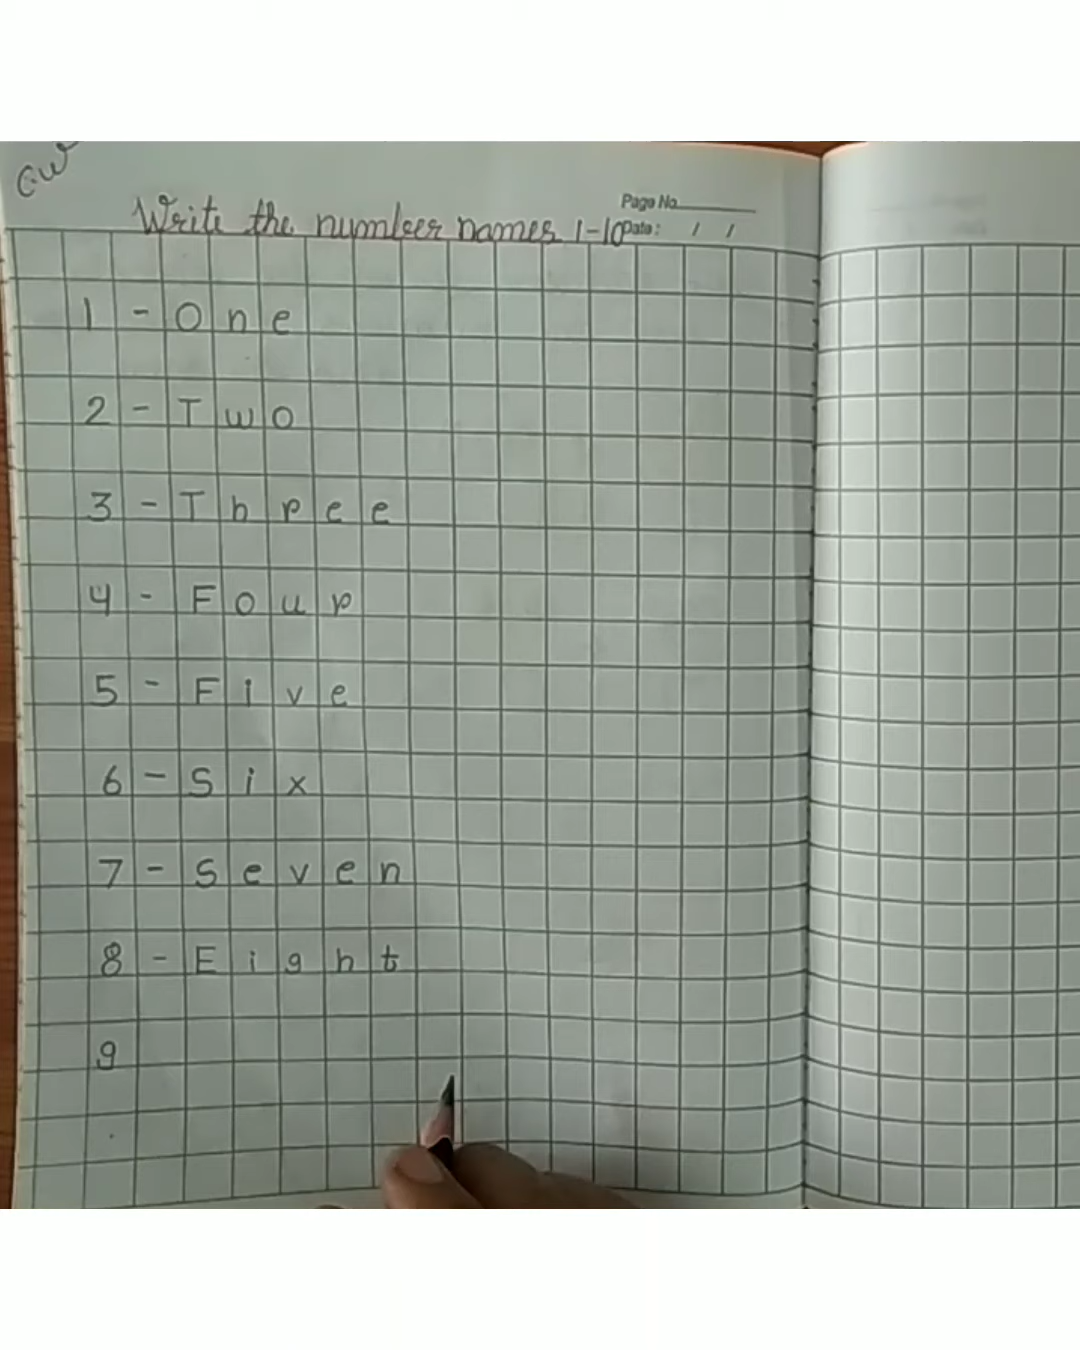 C.W
Write the number names 1-10
Page No.
Date: / /
1 - One
2 - Two
3 - Three
4 - Four
5 - Five
6 - Six
7 - Seven
8 - Eight
9